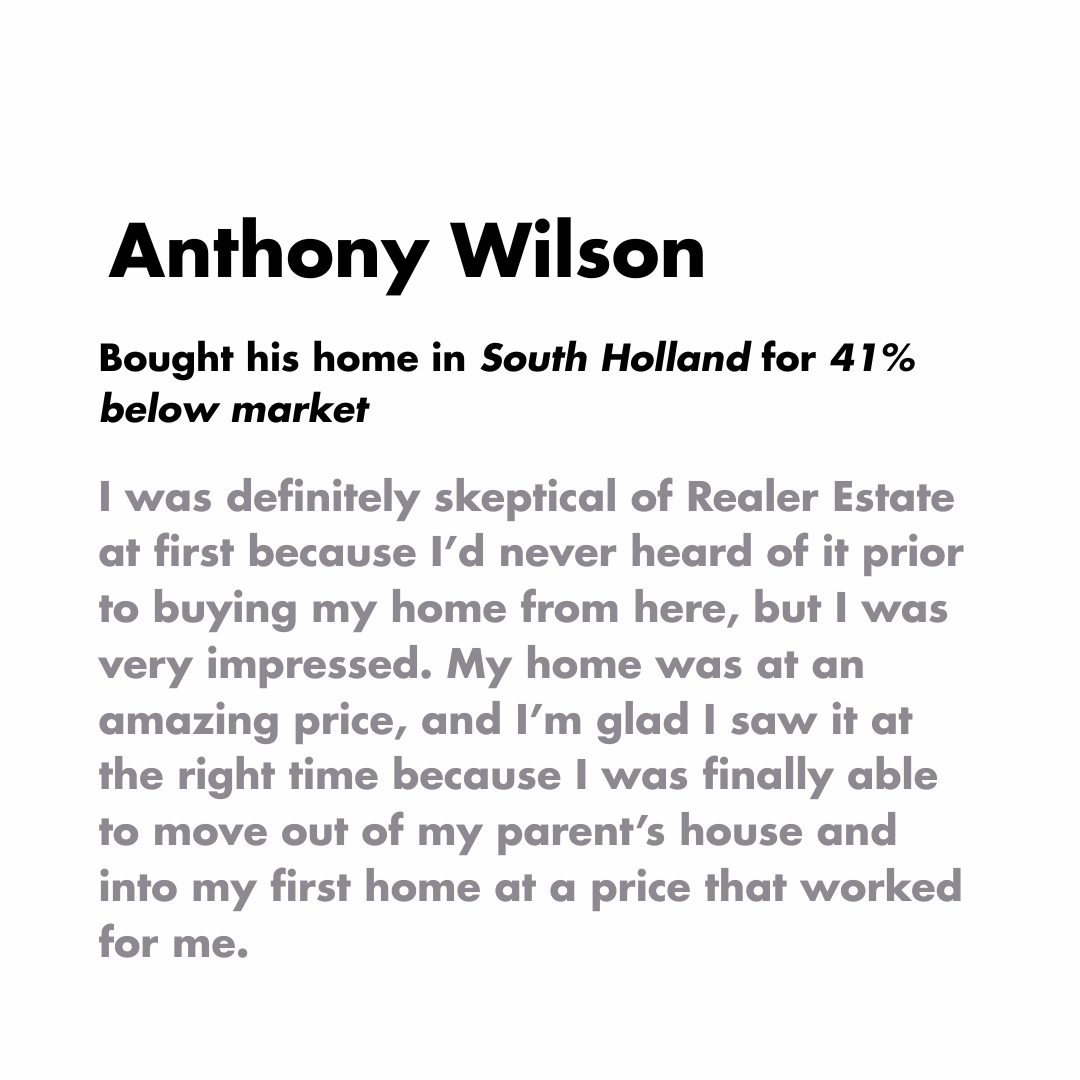 Anthony Wilson
Bought his home in South Holland for 41%
below market
I was definitely skeptical of Realer Estate
at first because I’d never heard of it prior
to buying my home from here, but I was
very impressed. My home was at an
amazing price, and I’m glad I saw it at
the right time because I was finally able
to move out of my parent’s house and
into my first home at a price that worked
for me.